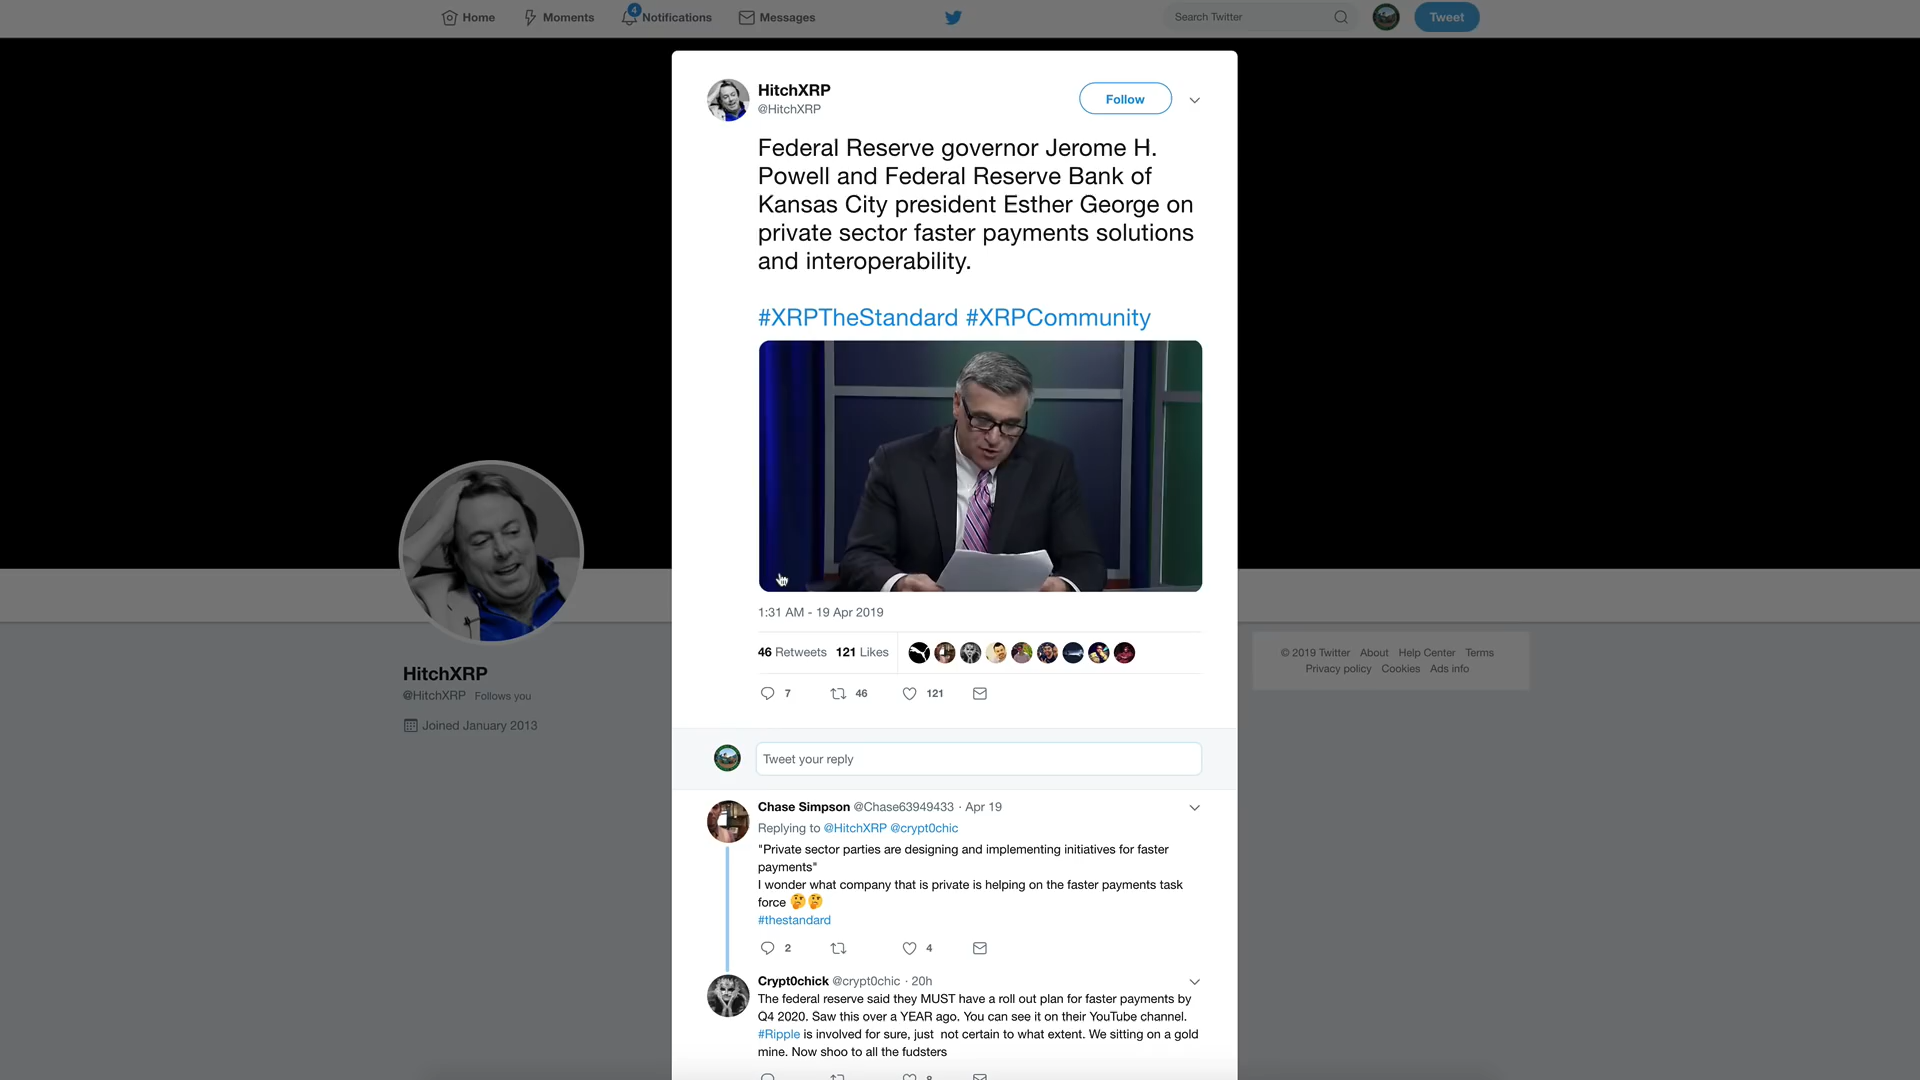 Home
Moments
4
Notifications
Messages
Search Twitter
Tweet
HitchXRP
@HitchXRP
Follow
Federal Reserve governor Jerome H.
Powell and Federal Reserve Bank of
Kansas City president Esther George on
private sector faster payments solutions
and interoperability.
#XRPTheStandard #XRPCommunity
1:31 AM - 19 Apr 2019
46 Retweets 121 Likes
7 46 121
Tweet your reply
Chase Simpson @Chase63949433 · Apr 19
Replying to @HitchXRP @crypt0chic
"Private sector parties are designing and implementing initiatives for faster
payments"
I wonder what company that is private is helping on the faster payments task
force 🤔🤔
#thestandard
2 4
Crypt0chick @crypt0chic · 20h
The federal reserve said they MUST have a roll out plan for faster payments by
Q4 2020. Saw this over a YEAR ago. You can see it on their YouTube channel.
#Ripple is involved for sure, just not certain to what extent. We sitting on a gold
mine. Now shoo to all the fudsters
HitchXRP
@HitchXRP Follows you
Joined January 2013
© 2019 Twitter About Help Center Terms
Privacy policy Cookies Ads info